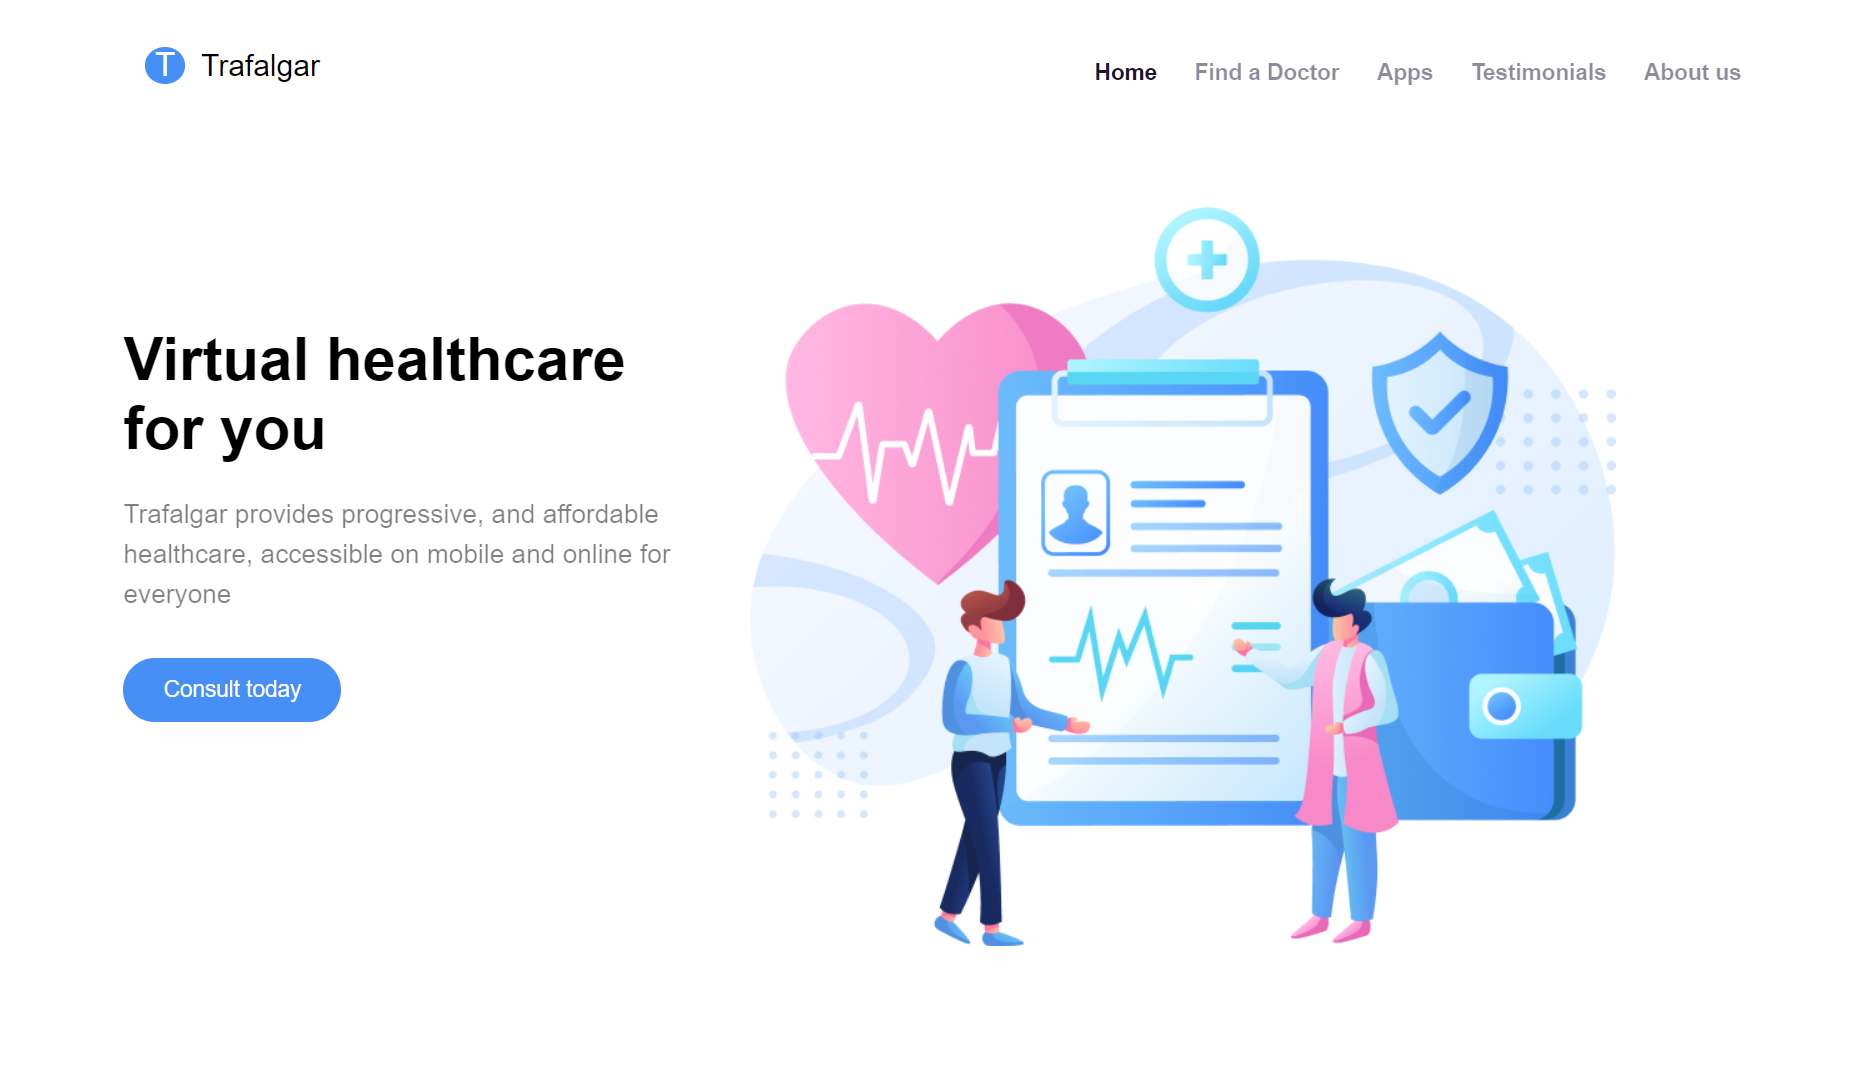 T Trafalgar
Home Find a Doctor Apps Testimonials About us
Virtual healthcare
for you
Trafalgar provides progressive, and affordable
healthcare, accessible on mobile and online for
everyone
Consult today